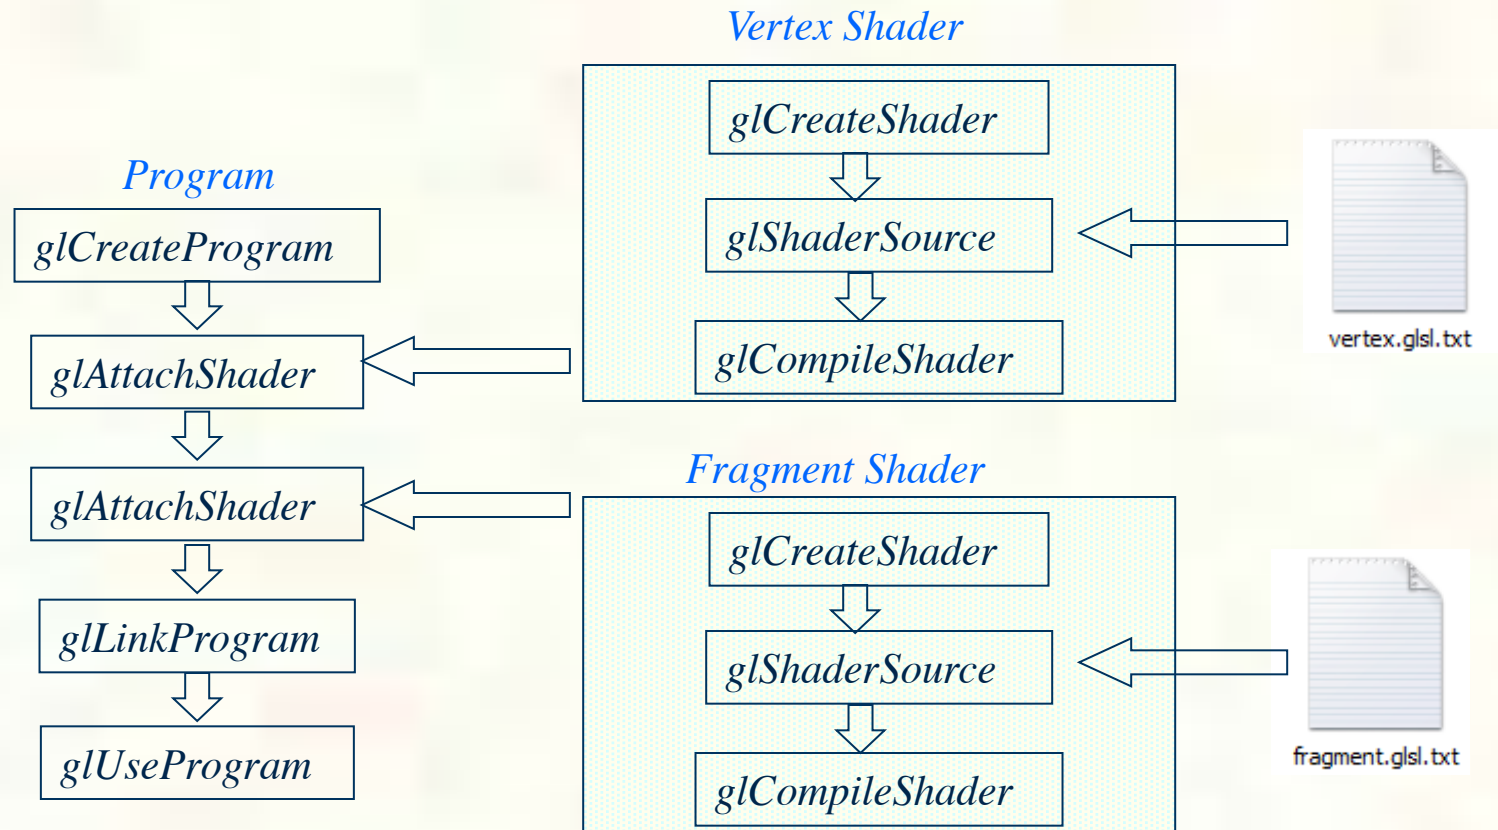 Vertex Shader
glCreateShader
glShaderSource
glCompileShader
vertex.glsl.txt
Program
glCreateProgram
glAttachShader
glAttachShader
glLinkProgram
glUseProgram
Fragment Shader
glCreateShader
glShaderSource
glCompileShader
fragment.glsl.txt